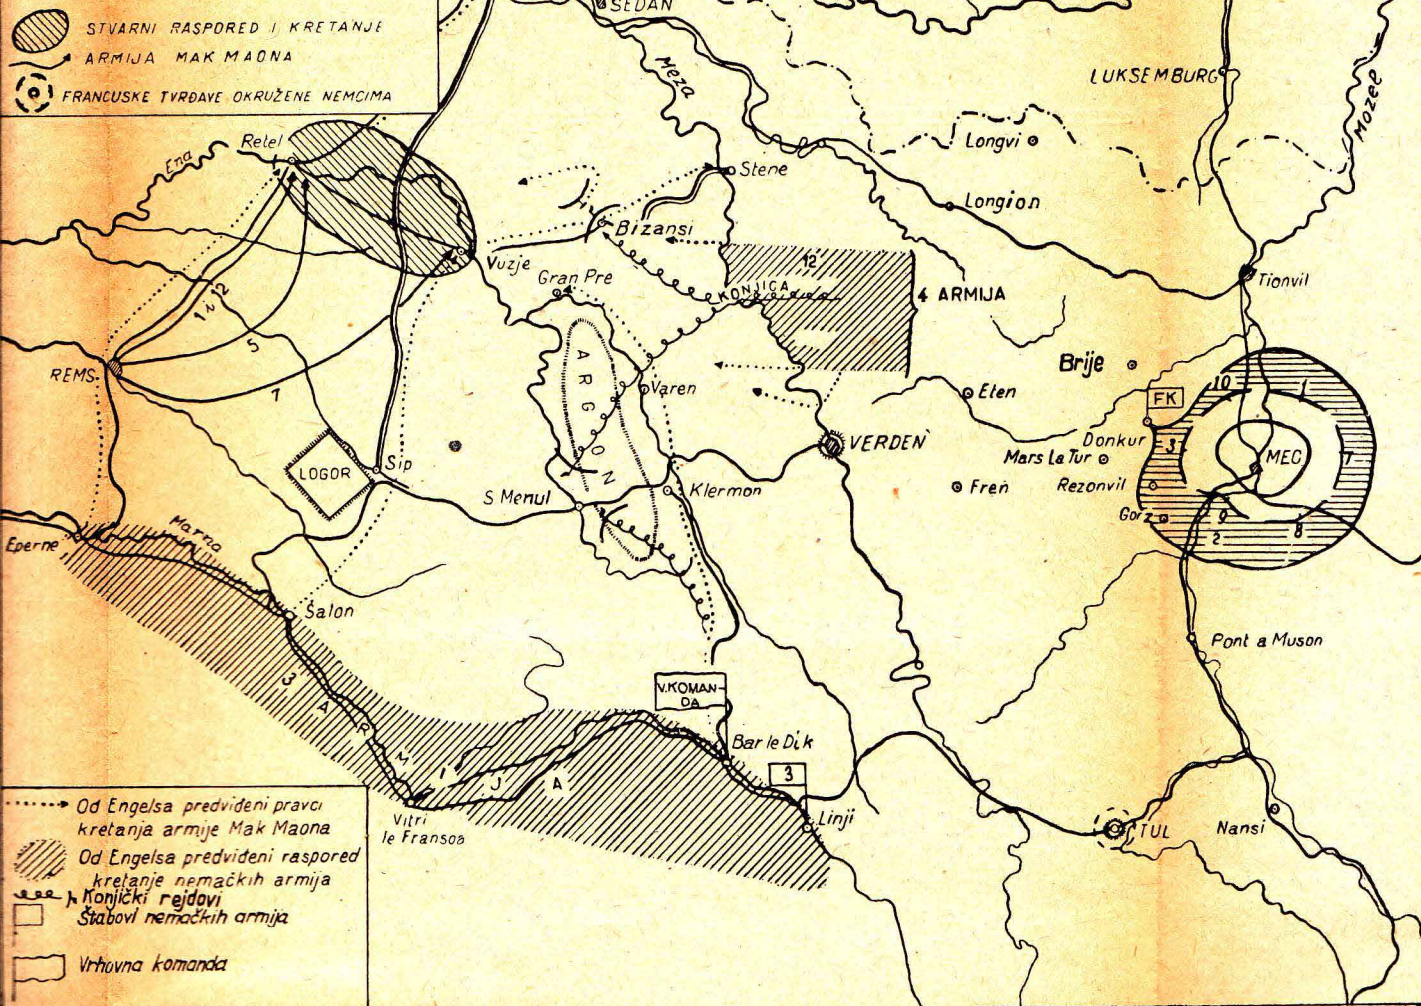 STVARNI RASPORED I KRETANJE
ARMIJA MAK MAONA
FRANCUSKE TVRĐAVE OKRUŽENE NEMCIMA
SEDAN
Meza
LUKSEMBURG
Mozee
Retel
Ena
Longvi
Stene
Longion
Bizansi
Vuzje
Gran Pre
KONJICA
12
4 ARMIJA
Tionvil
1 i 12
5
7
REMS
ARGON
Varen
Brije
Eten
FK
10
1
Donkur
3
MEC
7
VERDEN
Mars La Tur
Fren
Rezonvil
Gorz
9
2
8
LOGOR
Sip
S Menul
Klermon
Eperne
Marna
Šalon
Pont a Muson
3 ARMIJA
V.KOMAN-
DA
Bar le Dik
3
Linji
Vitri
le Fransoa
TUL
Nansi
Od Engelsa predviđeni pravci
kretanja armije Mak Maona
Od Engelsa predviđeni raspored
kretanje nemačkih armija
Konjički rejdovi
Štabovi nemačkih armija
Vrhovna komanda